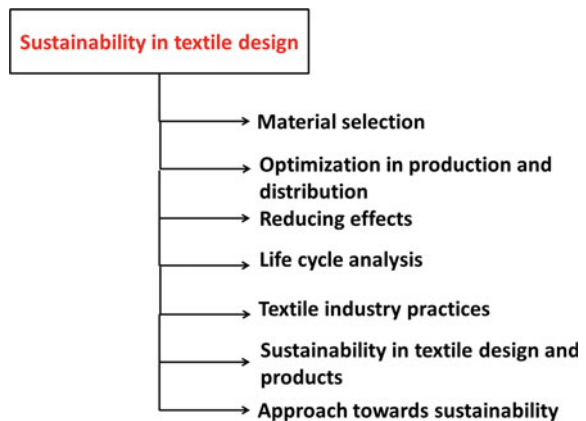 Sustainability in textile design
Material selection
Optimization in production and
distribution
Reducing effects
Life cycle analysis
Textile industry practices
Sustainability in textile design and
products
Approach towards sustainability